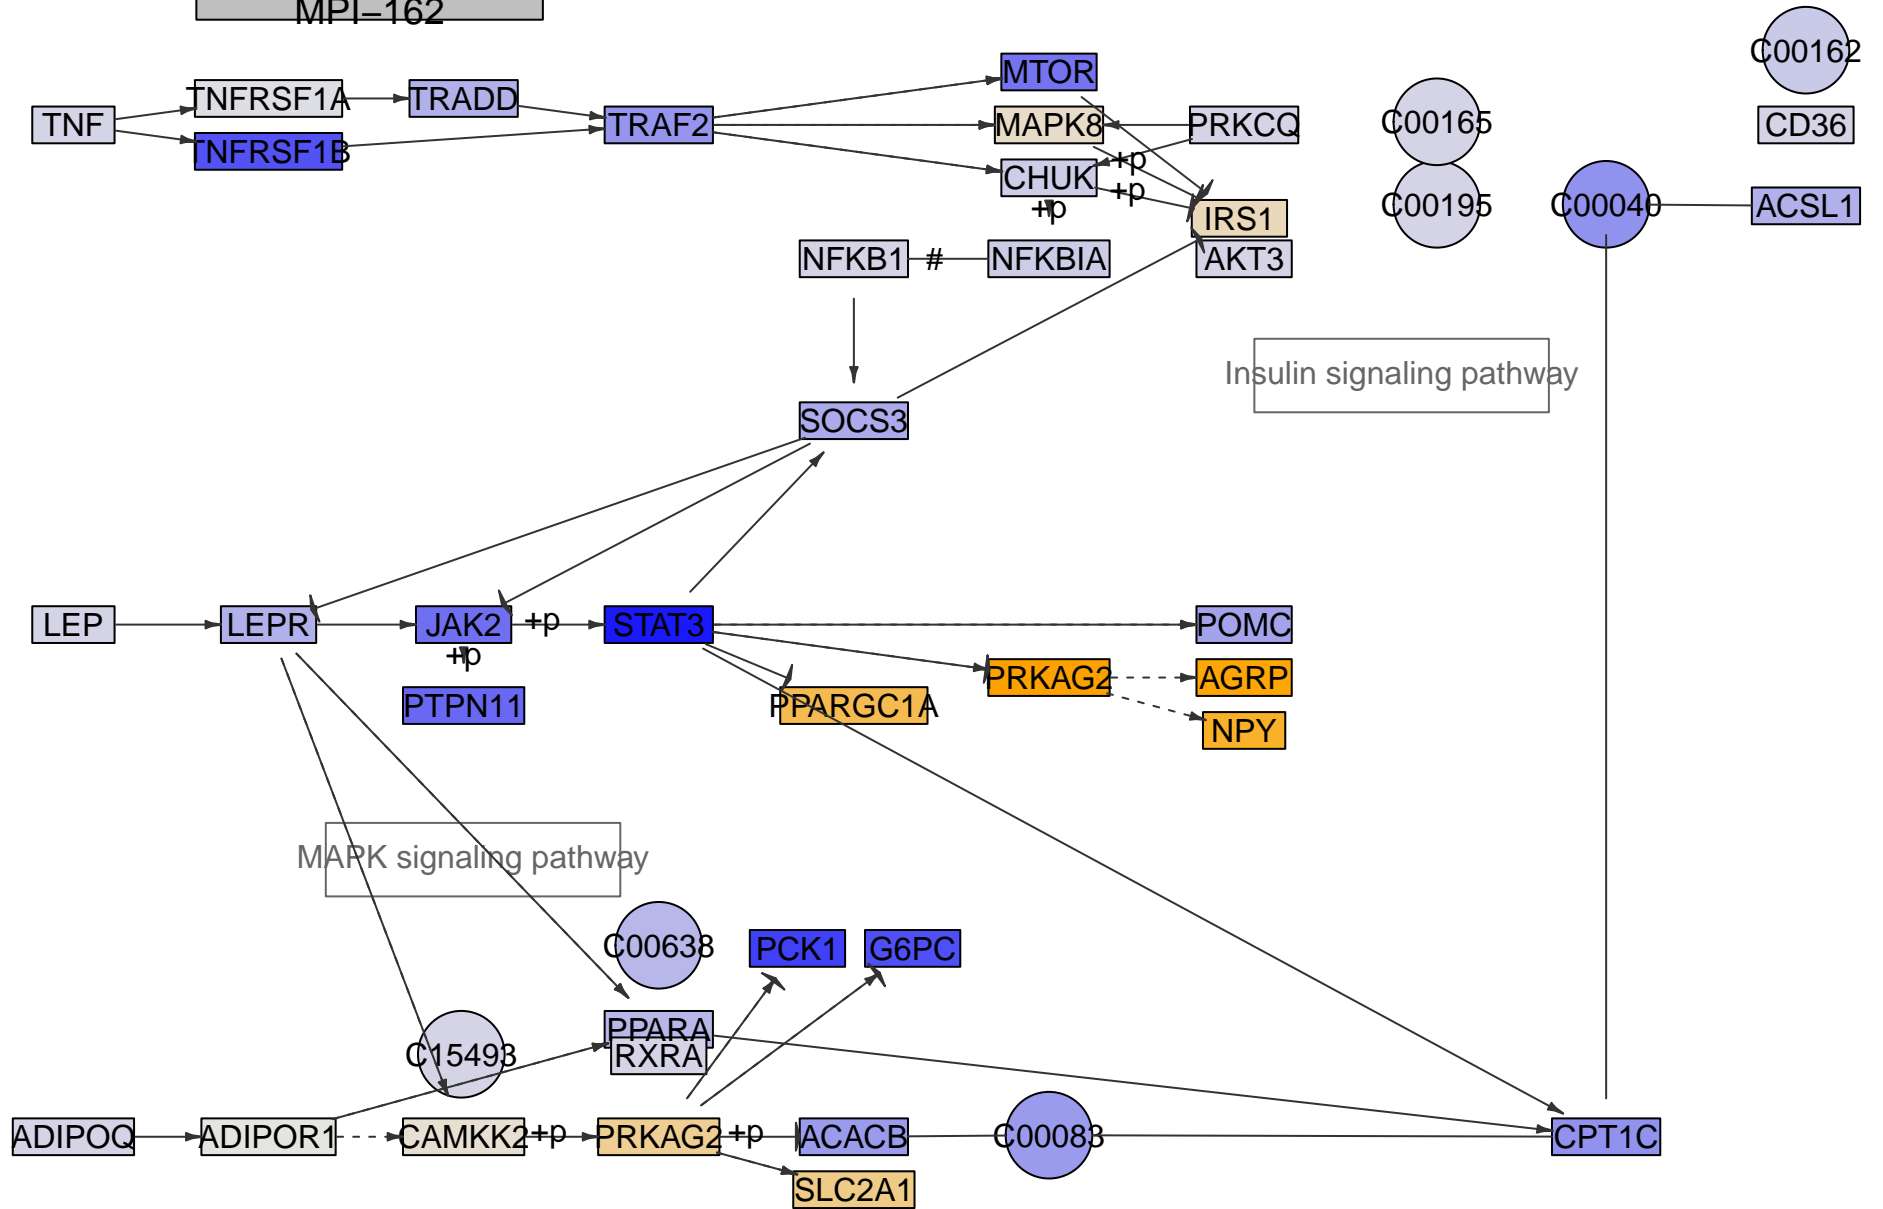 MPI−162
C00162
MTOR
TNFRSF1A
TRADD
TNF
TRAF2
MAPK8
PRKCQ
C00165
CD36
TNFRSF1B
+p
CHUK
+p
+p
IRS1
C00195
C00040
ACSL1
NFKB1
#
NFKBIA
AKT3
Insulin signaling pathway
SOCS3
LEP
LEPR
JAK2
+p
STAT3
POMC
+p
PRKAG2
AGRP
PTPN11
PPARGC1A
NPY
MAPK signaling pathway
C00638
PCK1
G6PC
PPARA
C15493
RXRA
ADIPOQ
ADIPOR1
CAMKK2
+p
PRKAG2
+p
ACACB
C00083
CPT1C
SLC2A1